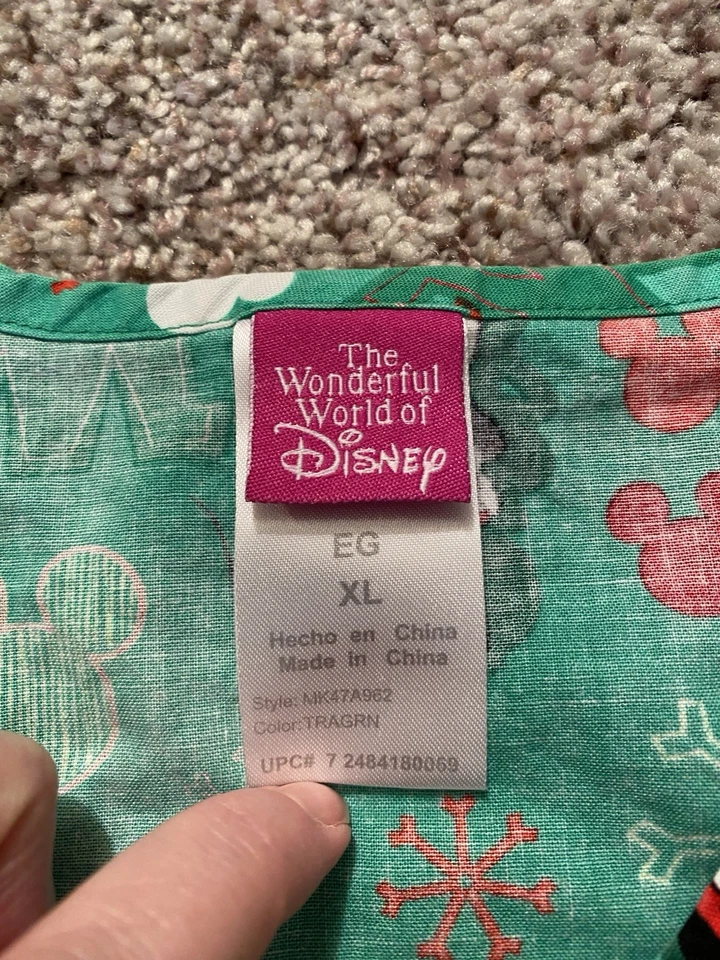 The
Wonderful
World of
Disney
EG
XL
Hecho en China
Made in China
Style: MK47A962
Color:TRAGRN
UPC# 7 2484180069